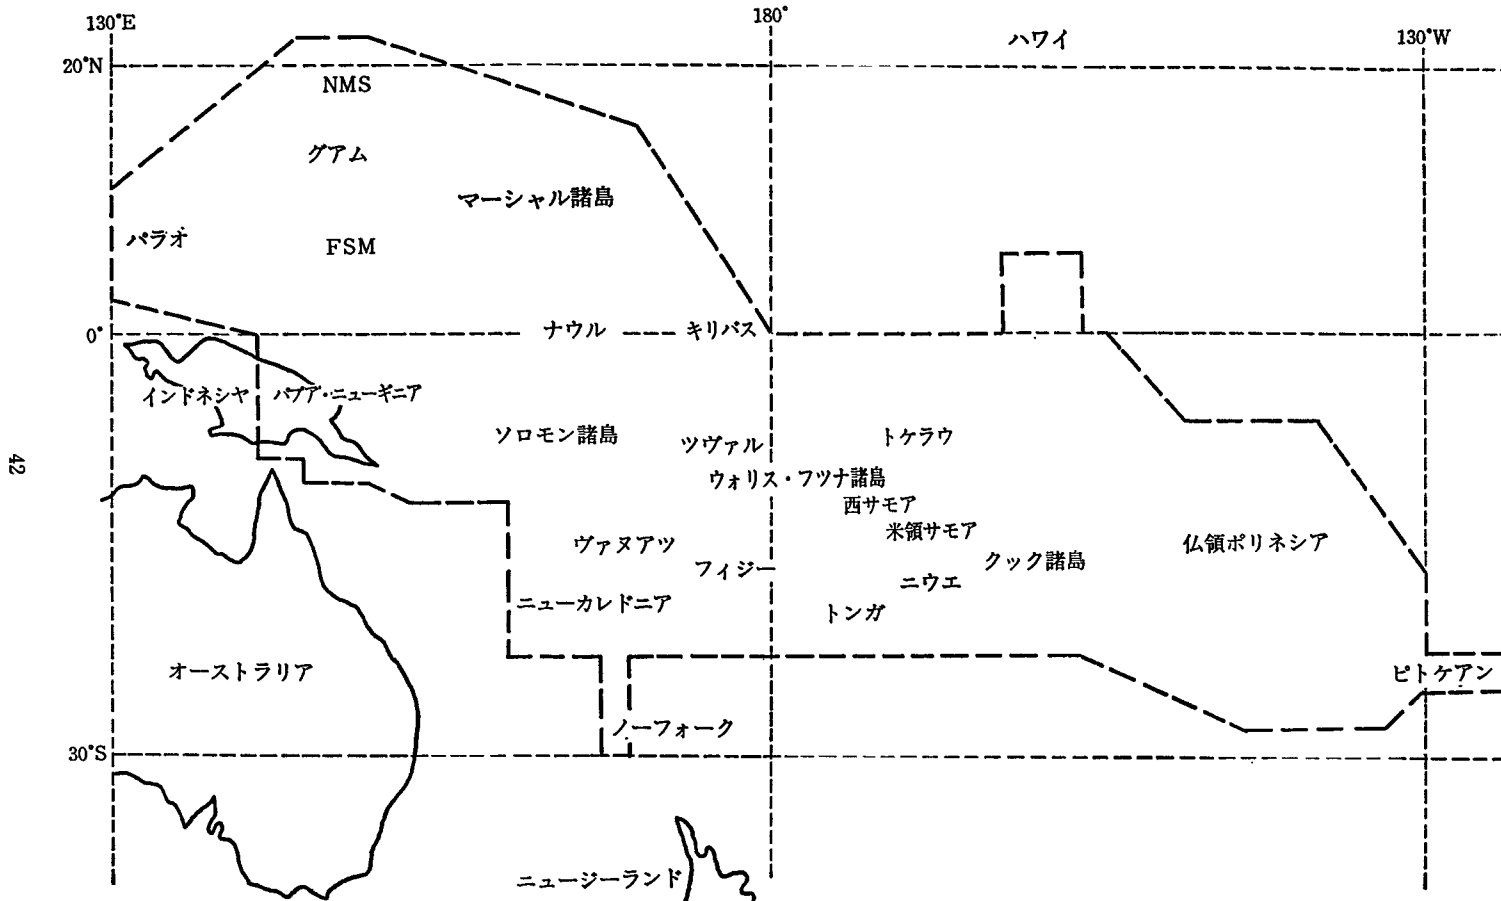 130°E
180°
ハワイ
130°W
20°N
NMS
グアム
マーシャル諸島
パラオ
FSM
0°
ナウル
キリバス
インドネシヤ
パプア・ニューギニア
ソロモン諸島
ツヴァル
トケラウ
ウォリス・フツナ諸島
西サモア
米領サモア
ヴァヌアツ
フィジー
クック諸島
仏領ポリネシア
ニウエ
ニューカレドニア
トンガ
オーストラリア
ピトケアン
ノーフォーク
30°S
ニュージーランド
42